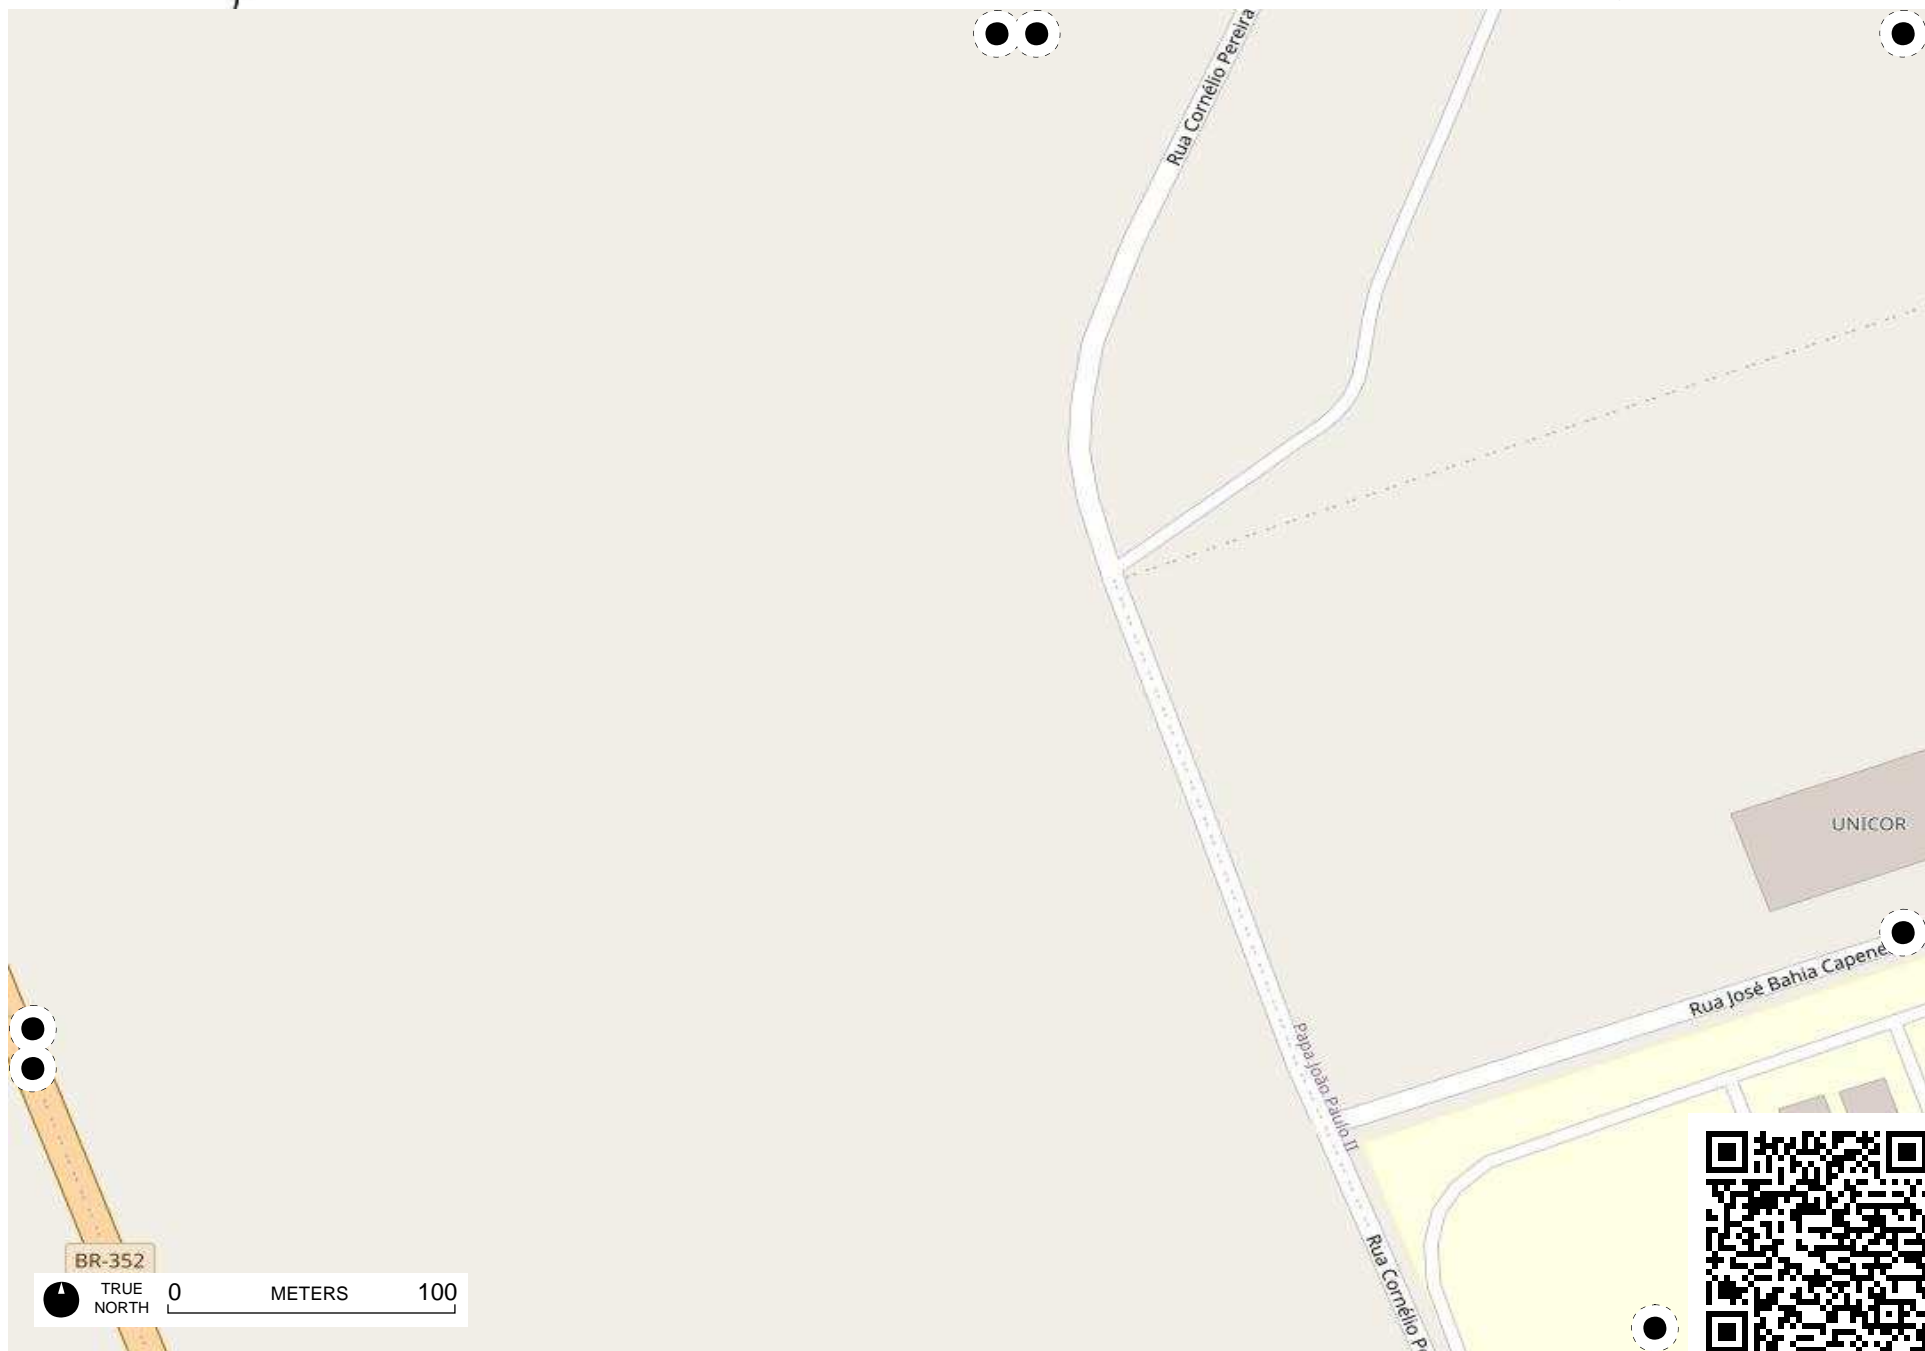 Rua Cornélio Pereira
UNICOR
Rua José Bahia Capene
Papa João Paulo II
BR-352
Rua Cornélio
TRUE
NORTH
0 METERS 100